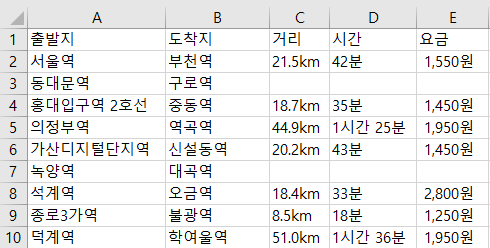 A B C D E
1 출발지 도착지 거리 시간 요금
2 서울역 부천역 21.5km 42분 1,550원
3 동대문역 구로역
4 홍대입구역 2호선 중동역 18.7km 35분 1,450원
5 의정부역 역곡역 44.9km 1시간 25분 1,950원
6 가산디지털단지역 신설동역 20.2km 43분 1,450원
7 녹양역 대곡역
8 석계역 오금역 18.4km 33분 2,800원
9 종로3가역 불광역 8.5km 18분 1,250원
10 덕계역 학여울역 51.0km 1시간 36분 1,950원